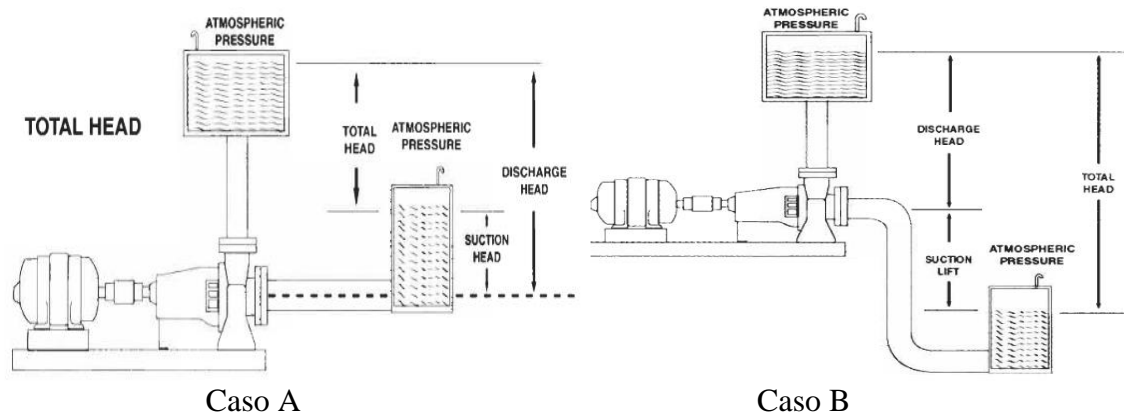 ATMOSPHERIC
PRESSURE
TOTAL HEAD
TOTAL
HEAD
ATMOSPHERIC
PRESSURE
DISCHARGE
HEAD
SUCTION
HEAD
Caso A
ATMOSPHERIC
PRESSURE
DISCHARGE
HEAD
TOTAL
HEAD
SUCTION
LIFT
ATMOSPHERIC
PRESSURE
Caso B